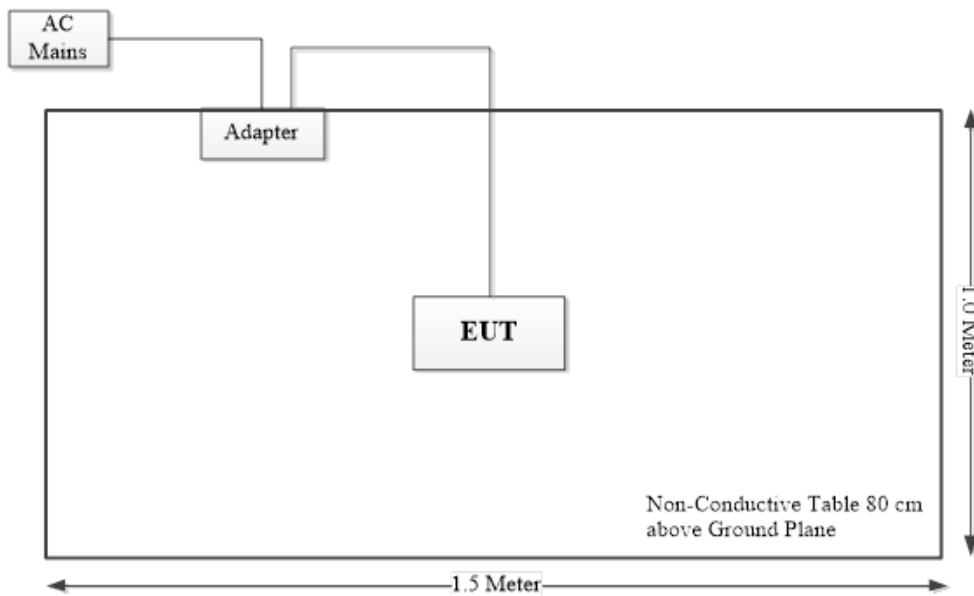 AC
Mains
Adapter
EUT
1.0 Meter
Non-Conductive Table 80 cm
above Ground Plane
1.5 Meter